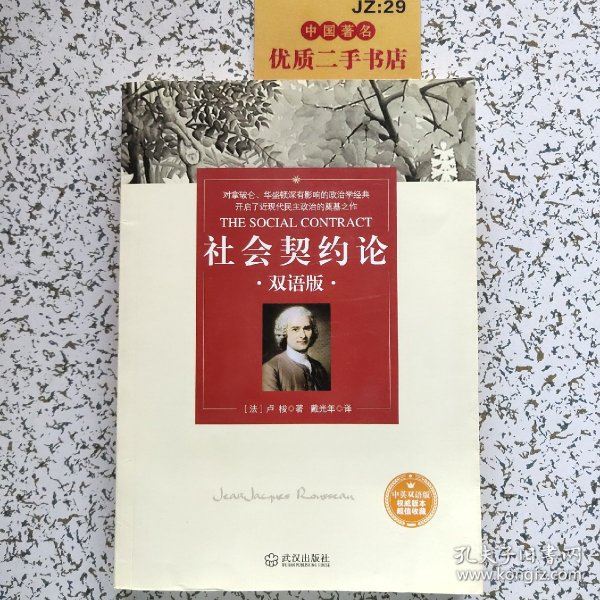 JZ:29
中国著名
优质二手书店
对拿破仑、华盛顿深有影响的政治学经典
开启了近现代民主政治的奠基之作
THE SOCIAL CONTRACT
社会契约论
·双语版·
[法]卢 梭◎著 戴光年◎译
Jean Jacques Rousseau
中英双语版
权威版本
超值收藏
武汉出版社
WUHAN PUBLISHING HOUSE
孔夫子旧书网
www.kongfz.com